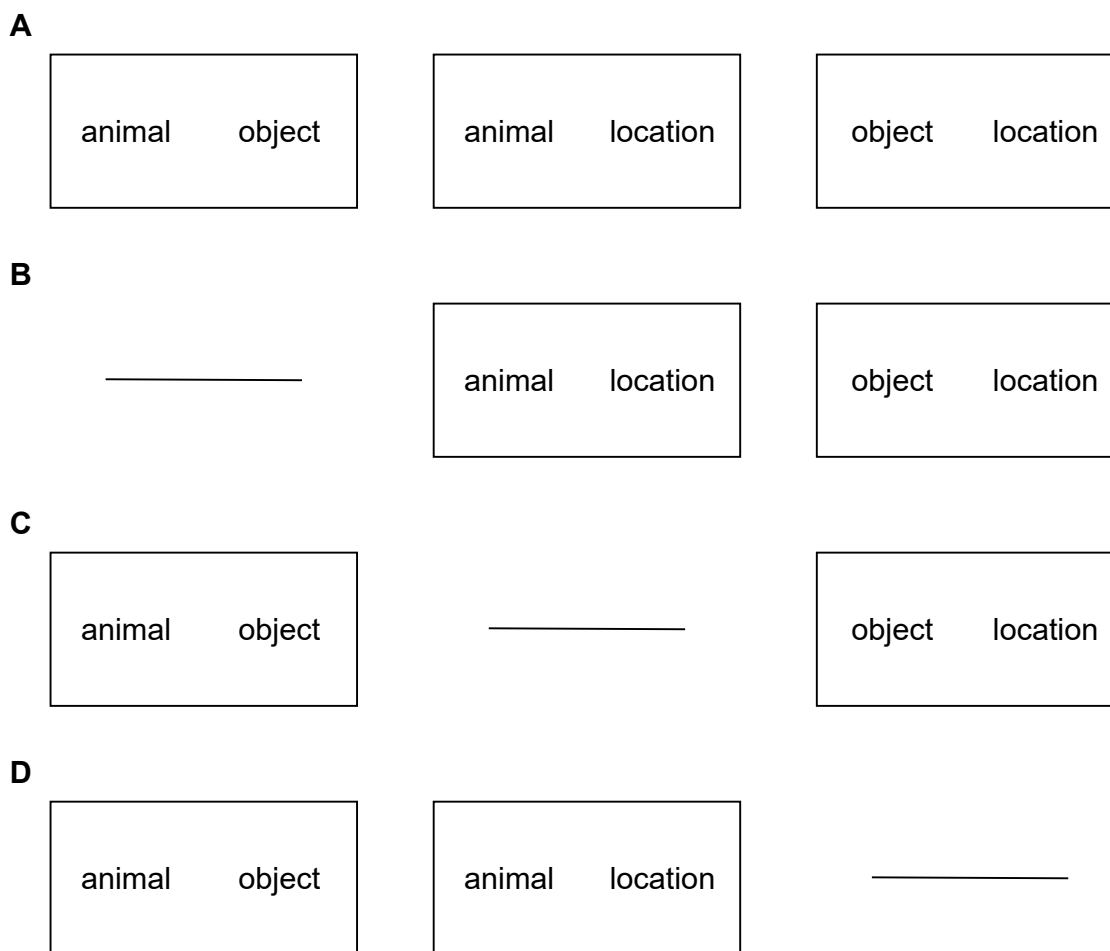 A
animal object animal location object location
B
animal location object location
C
animal object object location
D
animal object animal location